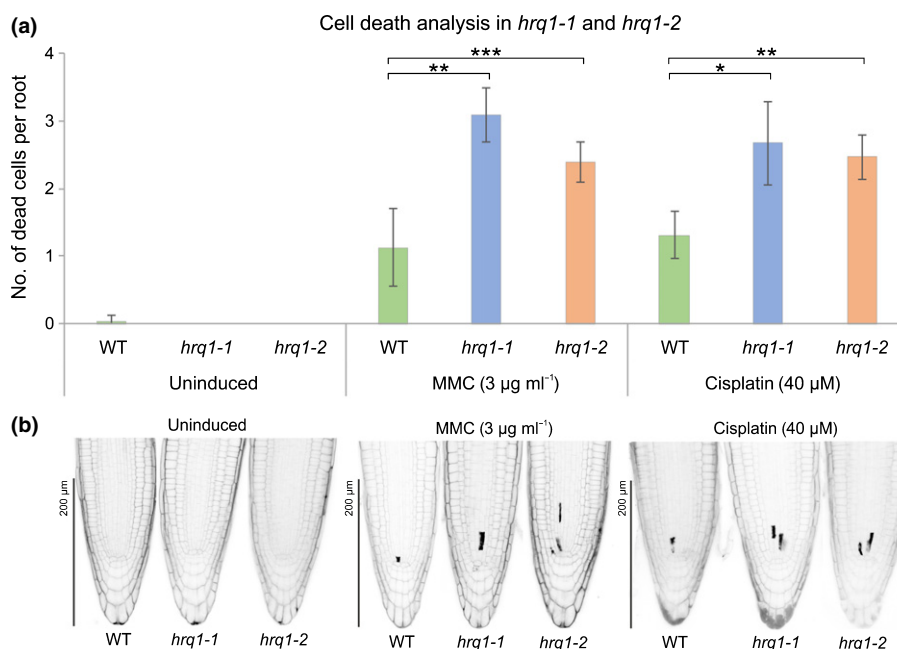 (a)
Cell death analysis in hrq1-1 and hrq1-2
No. of dead cells per root
4
3
2
1
0
** ***
* **
WT hrq1-1 hrq1-2 WT hrq1-1 hrq1-2 WT hrq1-1 hrq1-2
Uninduced MMC (3 µg ml⁻¹) Cisplatin (40 µM)
(b)
Uninduced MMC (3 µg ml⁻¹) Cisplatin (40 µM)
200 µm 200 µm 200 µm
WT hrq1-1 hrq1-2 WT hrq1-1 hrq1-2 WT hrq1-1 hrq1-2